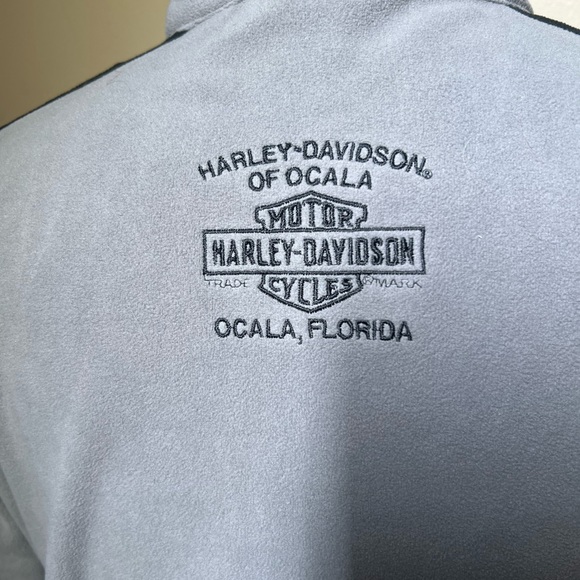 HARLEY-DAVIDSON®
OF OCALA
MOTOR
HARLEY-DAVIDSON
TRADE ® MARK
CYCLES
OCALA, FLORIDA